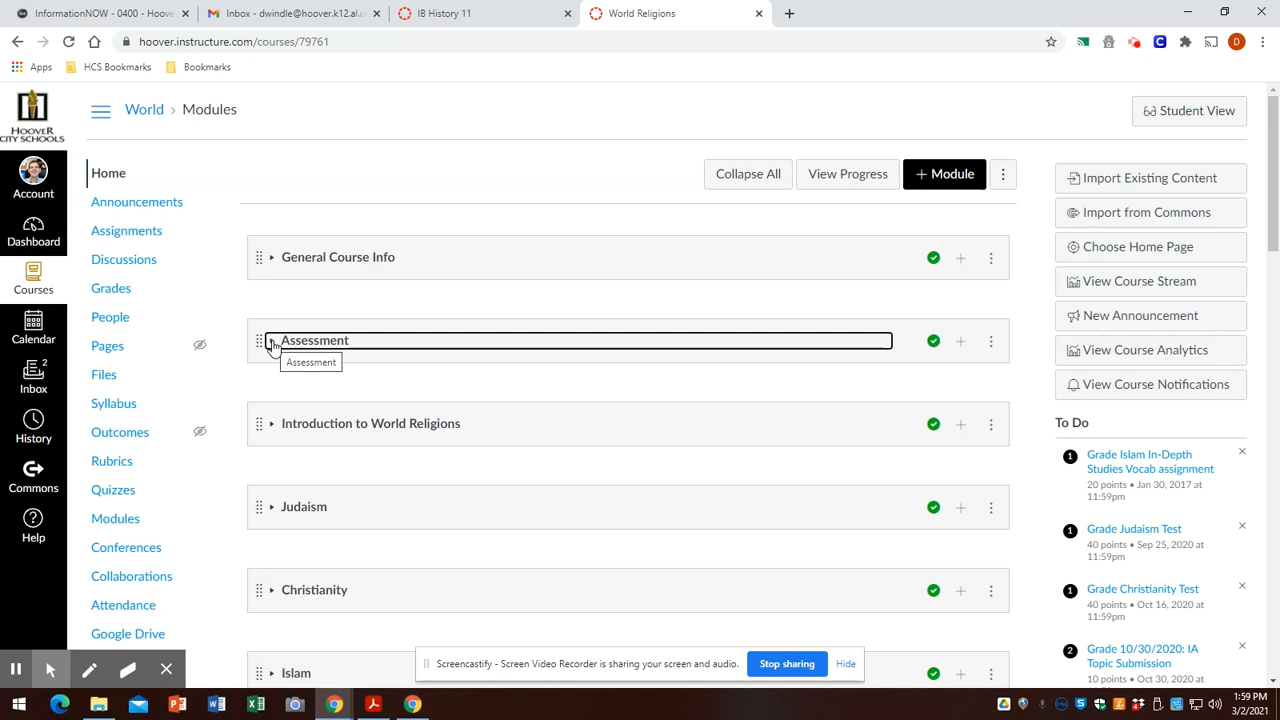 InformationNOW - 0400 - Hoove
Inbox - dwindle@hoover.k12.al.u
IB History 11
World Religions
hoover.instructure.com/courses/79761
D
Apps
HCS Bookmarks
Bookmarks
HOOVER
CITY SCHOOLS
World › Modules
Student View
Account
Dashboard
Courses
Calendar
2
Inbox
History
Commons
Help
Home
Announcements
Assignments
Discussions
Grades
People
Pages
Files
Syllabus
Outcomes
Rubrics
Quizzes
Modules
Conferences
Collaborations
Attendance
Google Drive
Collapse All
View Progress
+ Module
General Course Info
Assessment
Assessment
Introduction to World Religions
Judaism
Christianity
Islam
Import Existing Content
Import from Commons
Choose Home Page
View Course Stream
New Announcement
View Course Analytics
View Course Notifications
To Do
1
Grade Islam In-Depth
Studies Vocab assignment
20 points • Jan 30, 2017 at
11:59pm
1
Grade Judaism Test
40 points • Sep 25, 2020 at
11:59pm
1
Grade Christianity Test
40 points • Oct 16, 2020 at
11:59pm
2
Grade 10/30/2020: IA
Topic Submission
10 points • Oct 30, 2020 at
Screencastify - Screen Video Recorder is sharing your screen and audio.
Stop sharing
Hide
1:59 PM
3/2/2021